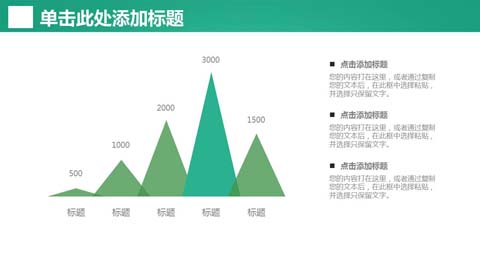 单击此处添加标题
3000
2000
1500
1000
500
标题 标题 标题 标题 标题
■ 点击添加标题
您的内容打在这里，或者通过复制
您的文本后，在此框中选择粘贴，
并选择只保留文字。
■ 点击添加标题
您的内容打在这里，或者通过复制
您的文本后，在此框中选择粘贴，
并选择只保留文字。
■ 点击添加标题
您的内容打在这里，或者通过复制
您的文本后，在此框中选择粘贴，
并选择只保留文字。